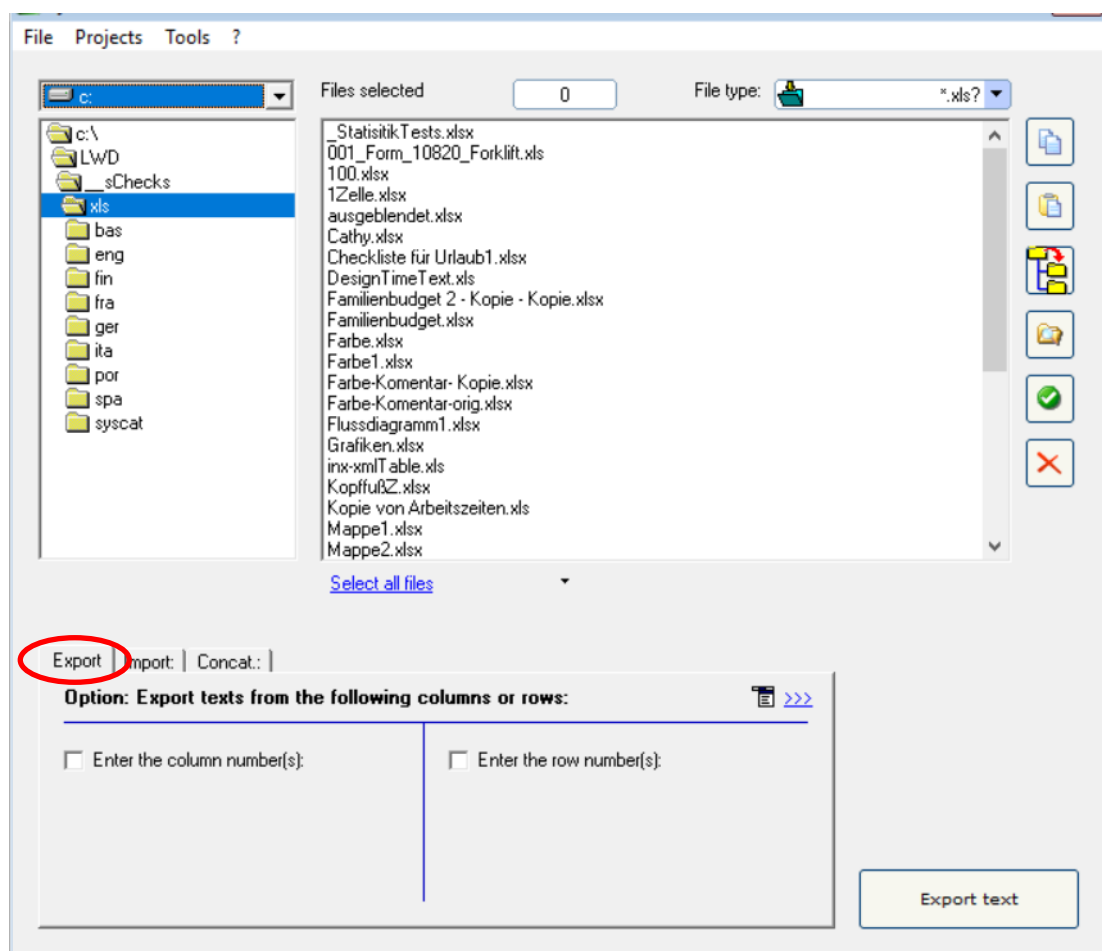 File Projects Tools ?
c:
Files selected 0 File type: *.xls?
c:\
LWD
__sChecks
xls
bas
eng
fin
fra
ger
ita
por
spa
syscat
_StatisitikTests.xlsx
001_Form_10820_Forklift.xls
100.xlsx
1Zelle.xlsx
ausgeblendet.xlsx
Cathy.xlsx
Checkliste für Urlaub1.xlsx
DesignTimeText.xls
Familienbudget 2 - Kopie - Kopie.xlsx
Familienbudget.xlsx
Farbe.xlsx
Farbe1.xlsx
Farbe-Komentar- Kopie.xlsx
Farbe-Komentar-orig.xlsx
Flussdiagramm1.xlsx
Grafiken.xlsx
inx-xmlTable.xls
KopffußZ.xlsx
Kopie von Arbeitszeiten.xls
Mappe1.xlsx
Mappe2.xlsx
Select all files
Export Import: Concat.:
Option: Export texts from the following columns or rows: >>>
Enter the column number(s): Enter the row number(s):
Export text